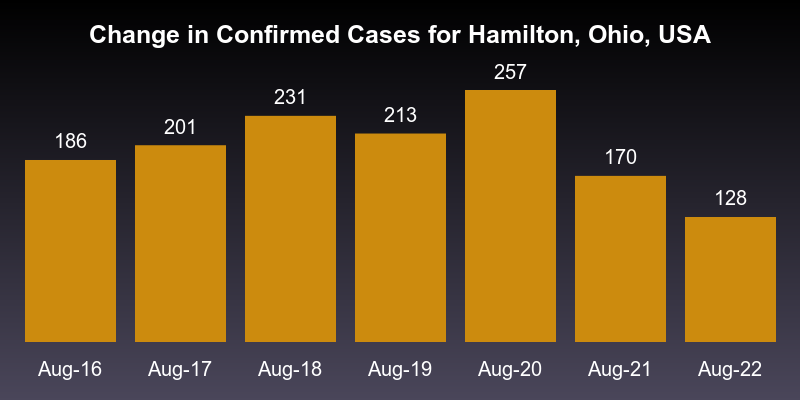 Change in Confirmed Cases for Hamilton, Ohio, USA
186 201 231 213 257 170 128
Aug-16 Aug-17 Aug-18 Aug-19 Aug-20 Aug-21 Aug-22